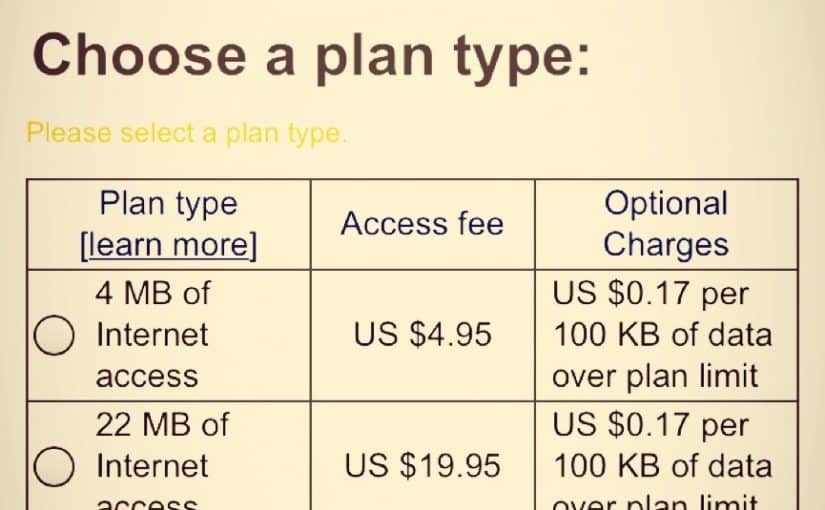 Choose a plan type:
Please select a plan type.
Plan type
[learn more]
Access fee
Optional
Charges
4 MB of
Internet
access
US $4.95
US $0.17 per
100 KB of data
over plan limit
22 MB of
Internet
access
US $19.95
US $0.17 per
100 KB of data
over plan limit